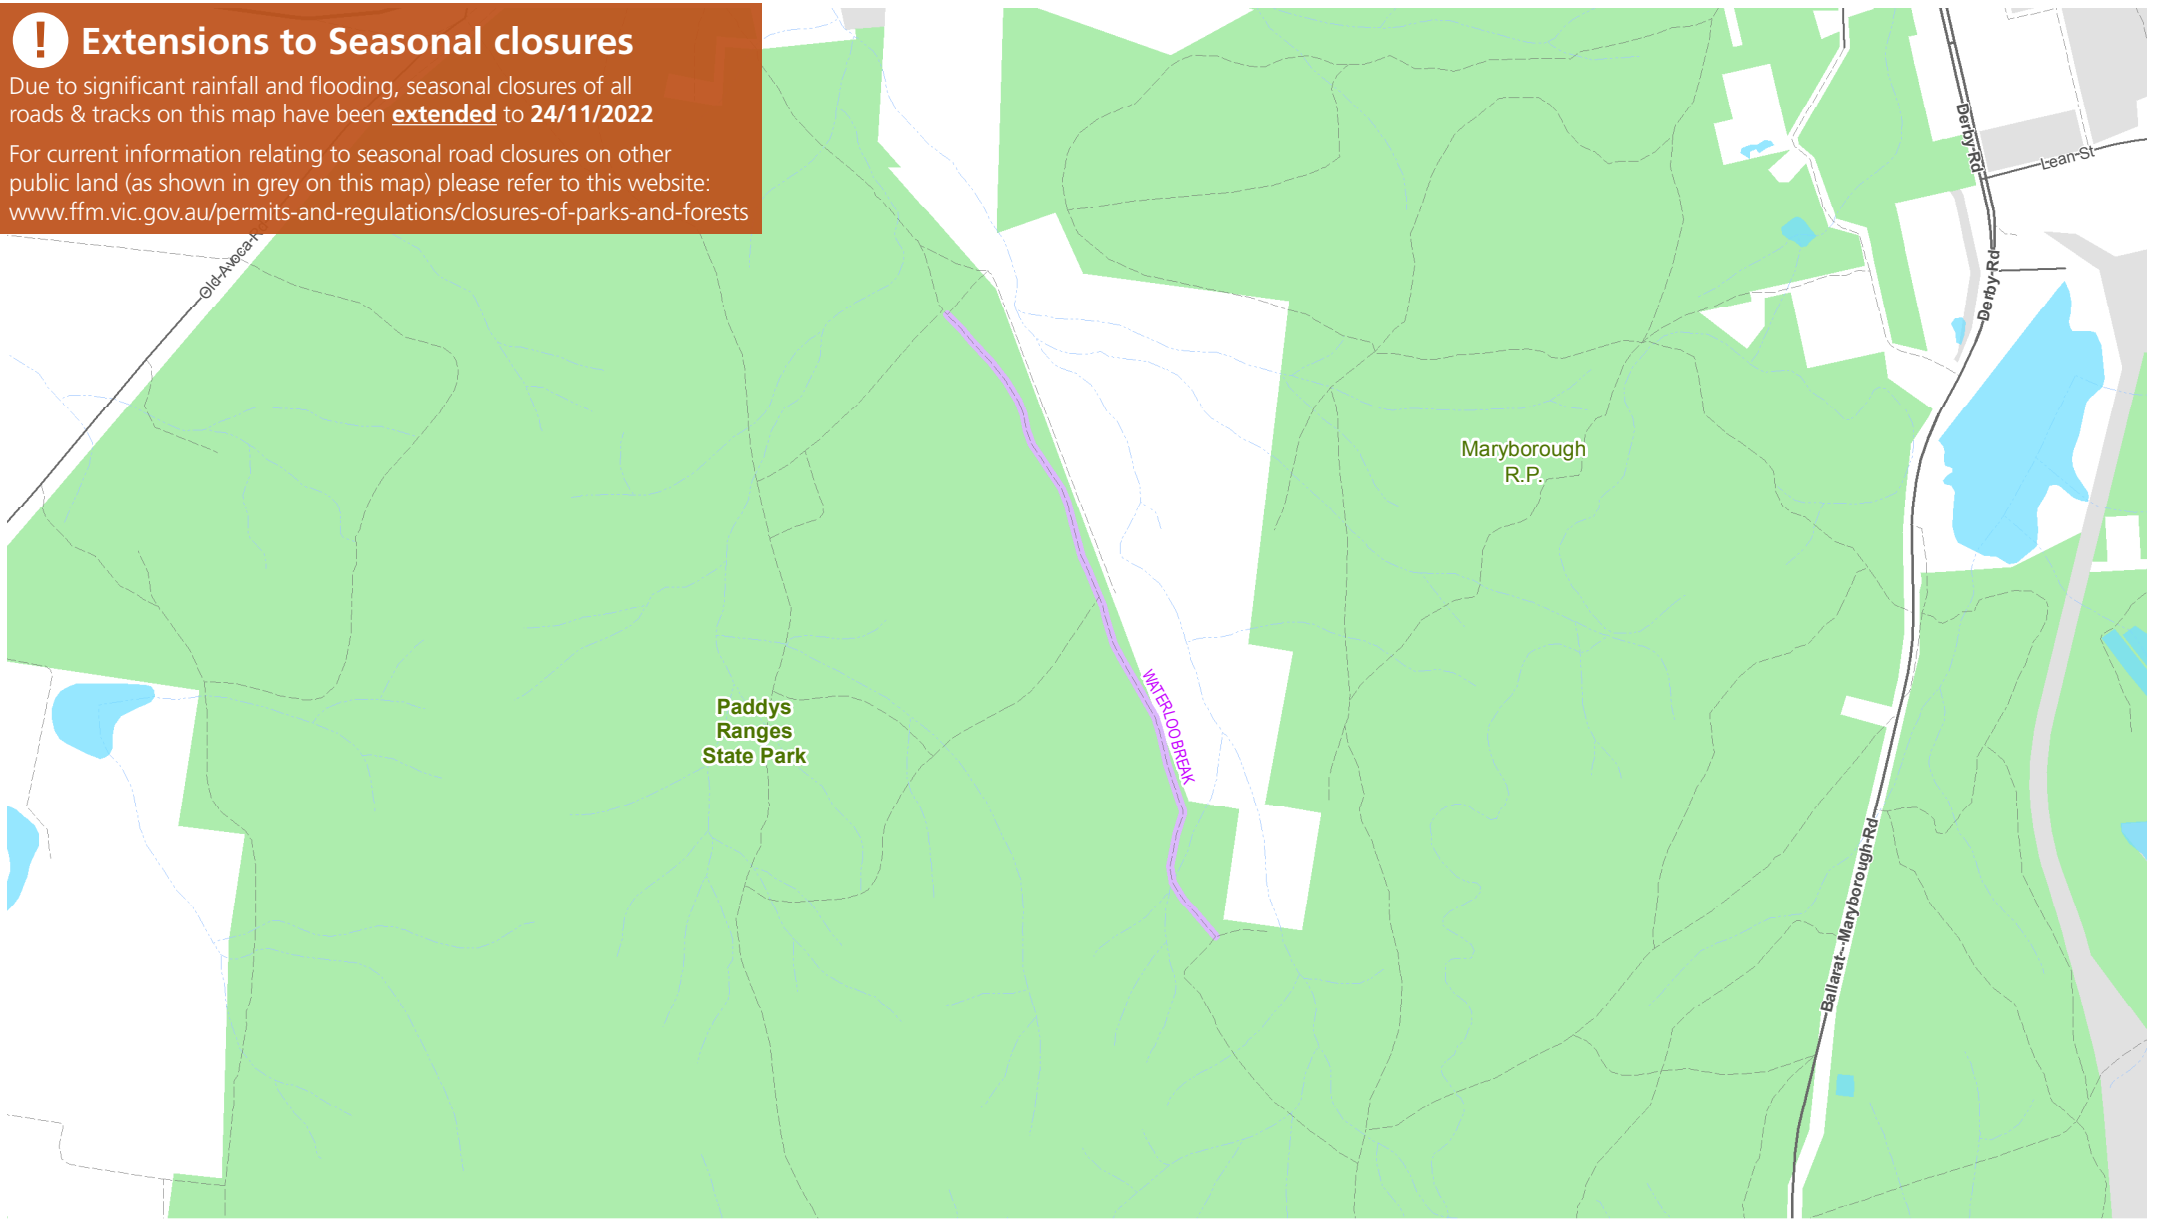 ! Extensions to Seasonal closures
Due to significant rainfall and flooding, seasonal closures of all
roads & tracks on this map have been extended to 24/11/2022
For current information relating to seasonal road closures on other
public land (as shown in grey on this map) please refer to this website:
www.ffm.vic.gov.au/permits-and-regulations/closures-of-parks-and-forests
Derby-Rd
Lean-St
Old-Avoca-R
Derby-Rd
Maryborough
R.P.
Paddys
Ranges
State Park
WATERLOO BREAK
Ballarat---Maryborough-Rd